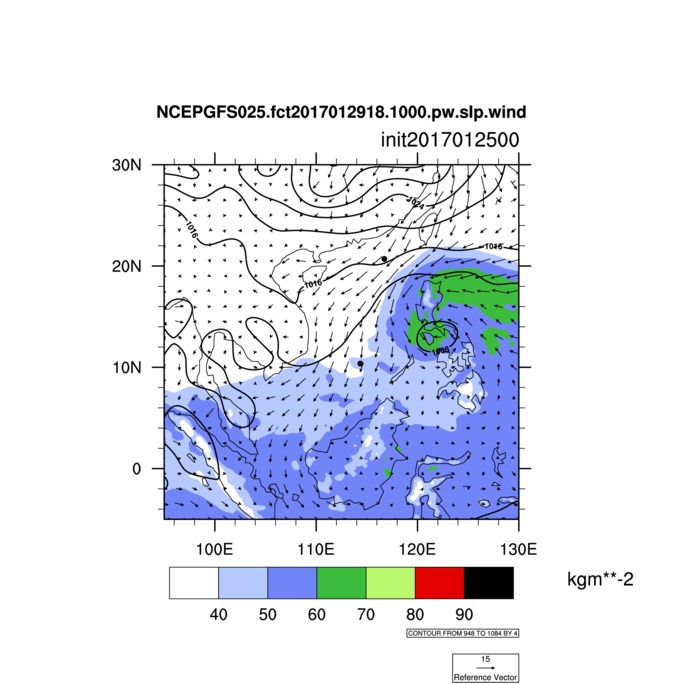 NCEPGFS025.fct2017012918.1000.pw.slp.wind
init2017012500
30N
20N
10N
0
1024
1016
1016
1016
1008
100E 110E 120E 130E
kgm**-2
40 50 60 70 80 90
CONTOUR FROM 948 TO 1084 BY 4
15
Reference Vector